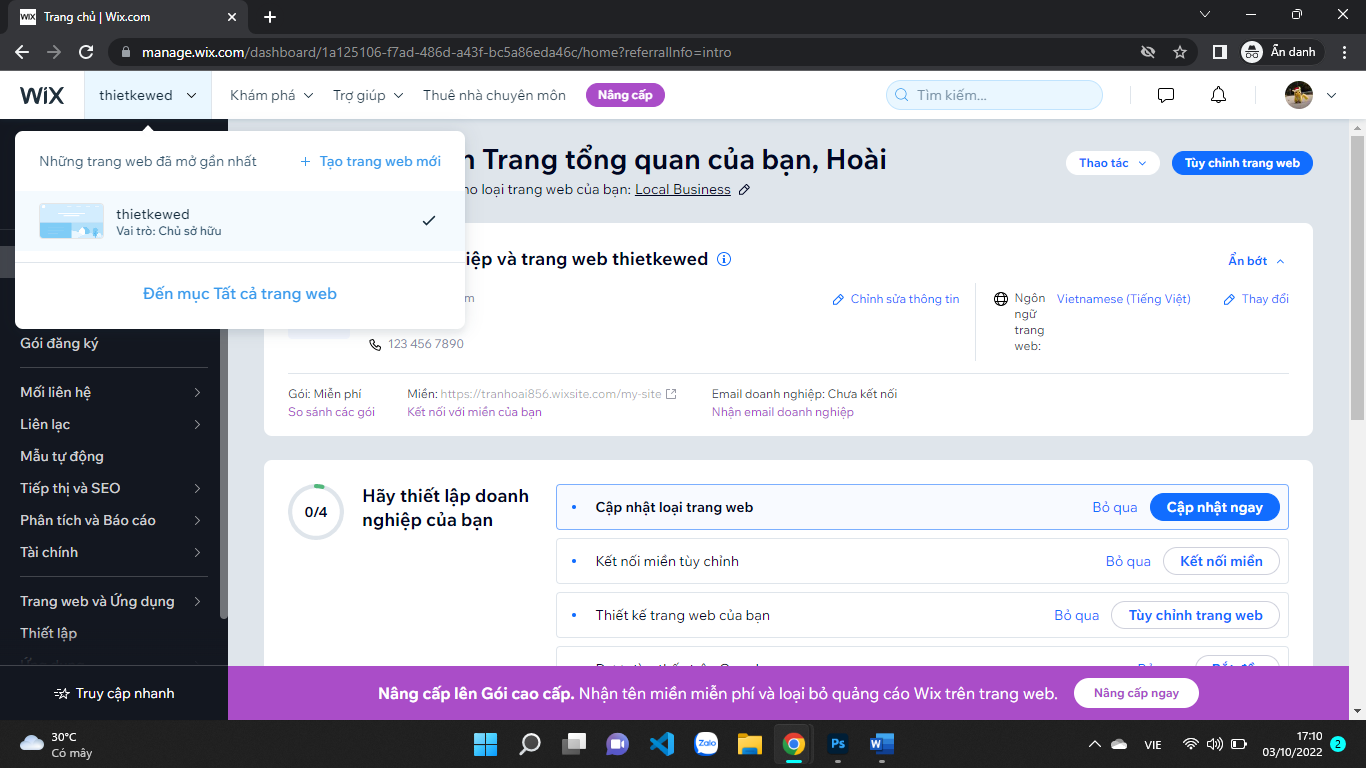 WiX Trang chủ | Wix.com
manage.wix.com/dashboard/1a125106-f7ad-486d-a43f-bc5a86eda46c/home?referralInfo=intro
Ẩn danh
WiX thietkewed Khám phá Trợ giúp Thuê nhà chuyên môn Nâng cấp Tìm kiếm...
Những trang web đã mở gần nhất + Tạo trang web mới
thietkewed
Vai trò: Chủ sở hữu
Đến mục Tất cả trang web
Gói đăng ký
Mối liên hệ
Liên lạc
Mẫu tự động
Tiếp thị và SEO
Phân tích và Báo cáo
Tài chính
Trang web và Ứng dụng
Thiết lập
Truy cập nhanh
Trang tổng quan của bạn, Hoài
Thao tác Tùy chỉnh trang web
loại trang web của bạn: Local Business
và trang web thietkewed
Ẩn bớt
Chỉnh sửa thông tin
Ngôn
ngữ
trang
web:
Vietnamese (Tiếng Việt)
Thay đổi
123 456 7890
Gói: Miễn phí
So sánh các gói
Miền: https://tranhoai856.wixsite.com/my-site
Kết nối với miền của bạn
Email doanh nghiệp: Chưa kết nối
Nhận email doanh nghiệp
0/4
Hãy thiết lập doanh
nghiệp của bạn
Cập nhật loại trang web Bỏ qua Cập nhật ngay
Kết nối miền tùy chỉnh Bỏ qua Kết nối miền
Thiết kế trang web của bạn Bỏ qua Tùy chỉnh trang web
Nâng cấp lên Gói cao cấp. Nhận tên miền miễn phí và loại bỏ quảng cáo Wix trên trang web. Nâng cấp ngay
30°C
Có mây
Zalo
Ps
W
VIE
17:10
03/10/2022
2